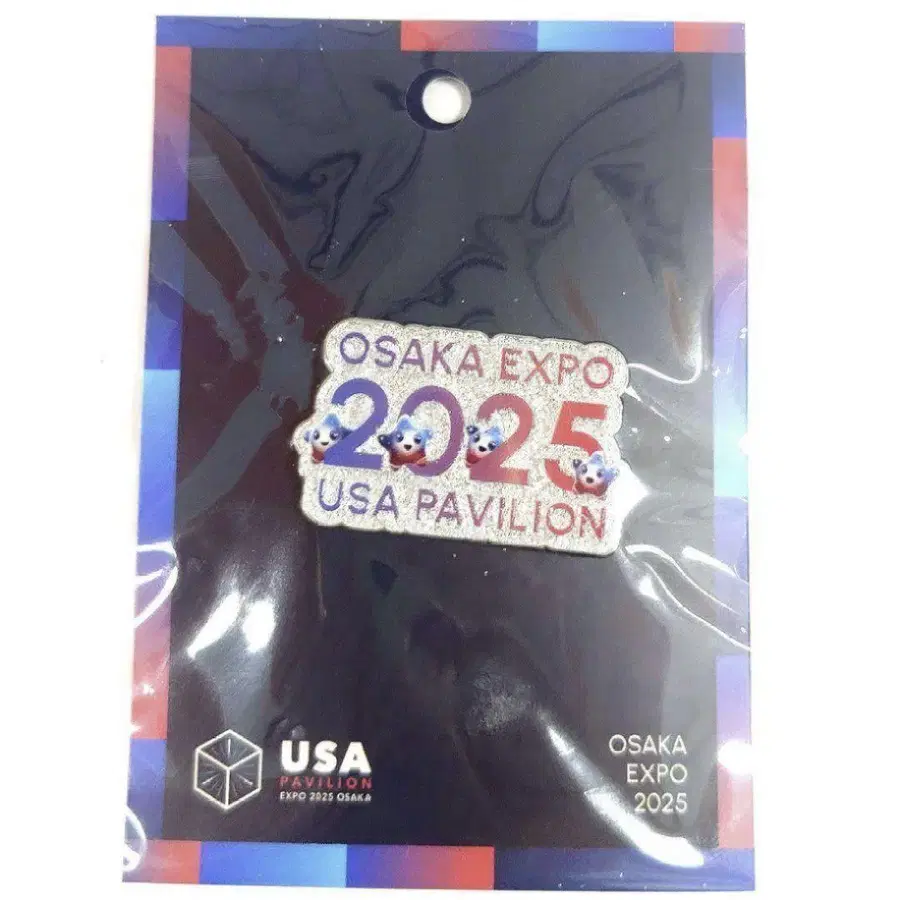 OSAKA EXPO
2025
USA PAVILION
USA
PAVILION
EXPO 2025 OSAKA
OSAKA
EXPO
2025